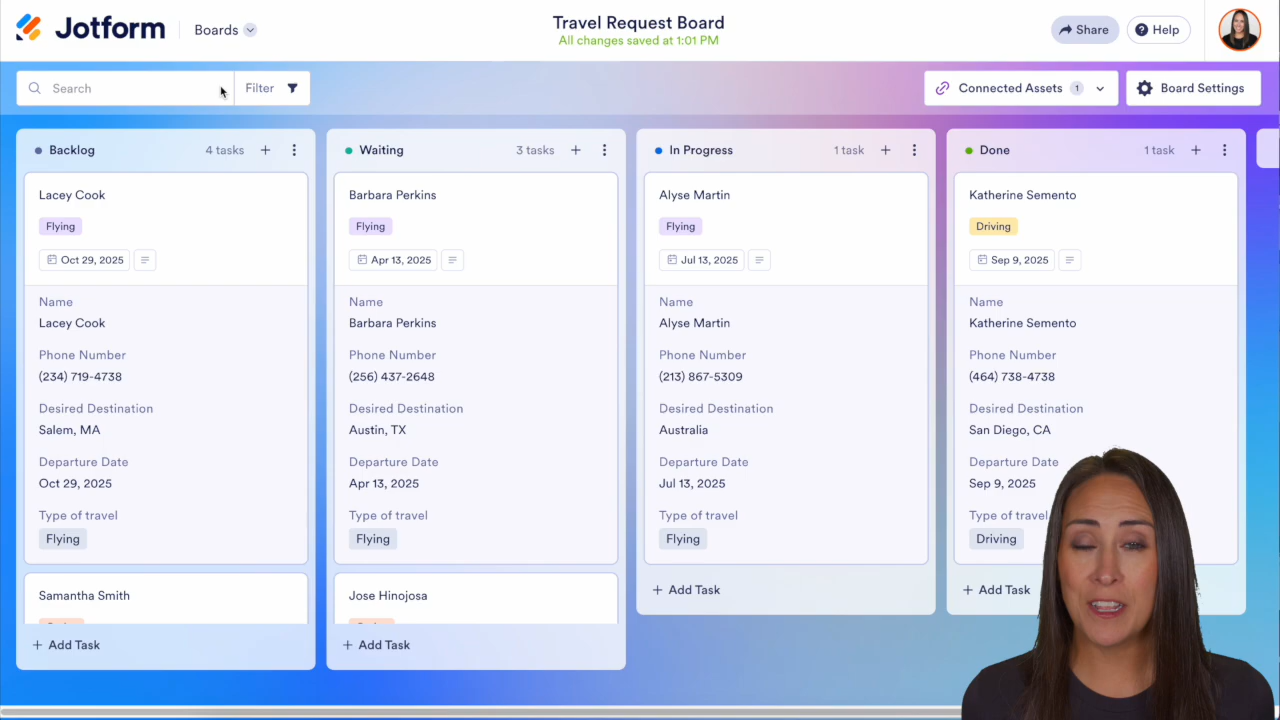 Jotform
Boards
Travel Request Board
All changes saved at 1:01 PM
Share
Help
Search
Filter
Connected Assets 1
Board Settings
Backlog 4 tasks
Lacey Cook
Flying
Oct 29, 2025
Name
Lacey Cook
Phone Number
(234) 719-4738
Desired Destination
Salem, MA
Departure Date
Oct 29, 2025
Type of travel
Flying
Samantha Smith
+ Add Task
Waiting 3 tasks
Barbara Perkins
Flying
Apr 13, 2025
Name
Barbara Perkins
Phone Number
(256) 437-2648
Desired Destination
Austin, TX
Departure Date
Apr 13, 2025
Type of travel
Flying
Jose Hinojosa
+ Add Task
In Progress 1 task
Alyse Martin
Flying
Jul 13, 2025
Name
Alyse Martin
Phone Number
(213) 867-5309
Desired Destination
Australia
Departure Date
Jul 13, 2025
Type of travel
Flying
+ Add Task
Done 1 task
Katherine Semento
Driving
Sep 9, 2025
Name
Katherine Semento
Phone Number
(464) 738-4738
Desired Destination
San Diego, CA
Departure Date
Sep 9, 2025
Type of travel
Driving
+ Add Task